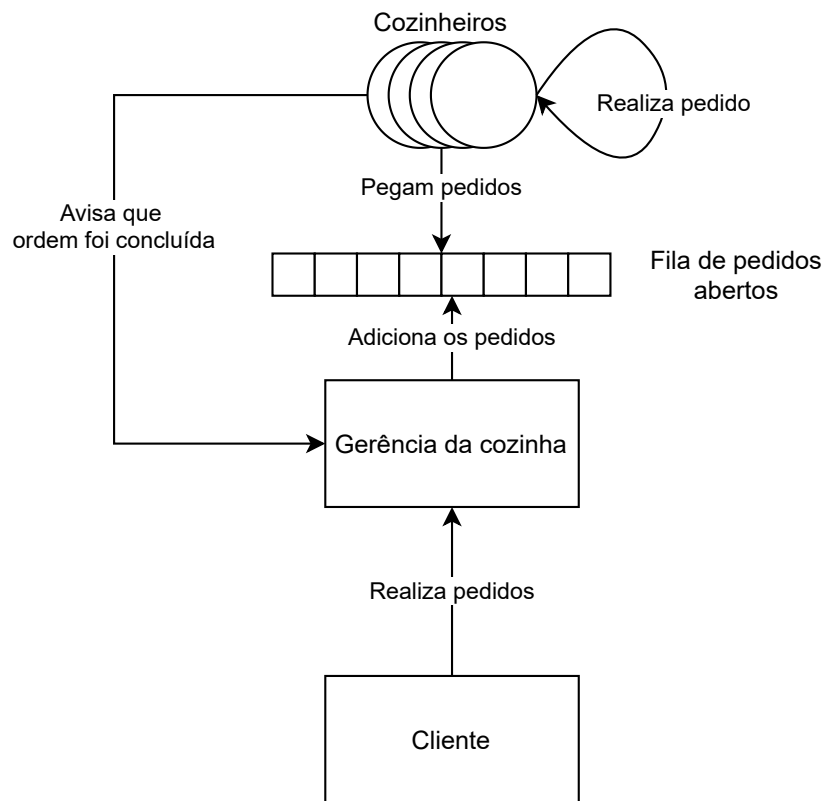 Cozinheiros
Realiza pedido
Pegam pedidos
Avisa que
ordem foi concluída
Fila de pedidos
abertos
Adiciona os pedidos
Gerência da cozinha
Realiza pedidos
Cliente